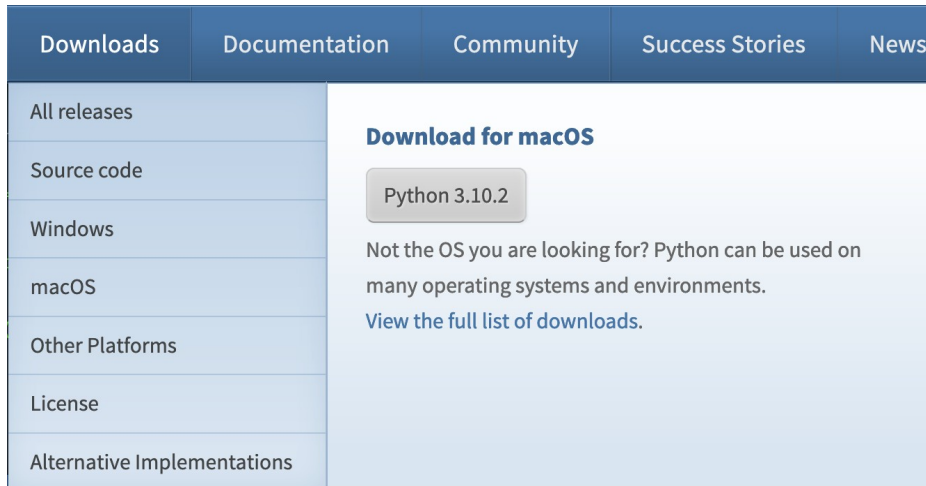 Downloads
Documentation
Community
Success Stories
News
All releases
Source code
Windows
macOS
Other Platforms
License
Alternative Implementations
Download for macOS
Python 3.10.2
Not the OS you are looking for? Python can be used on
many operating systems and environments.
View the full list of downloads.